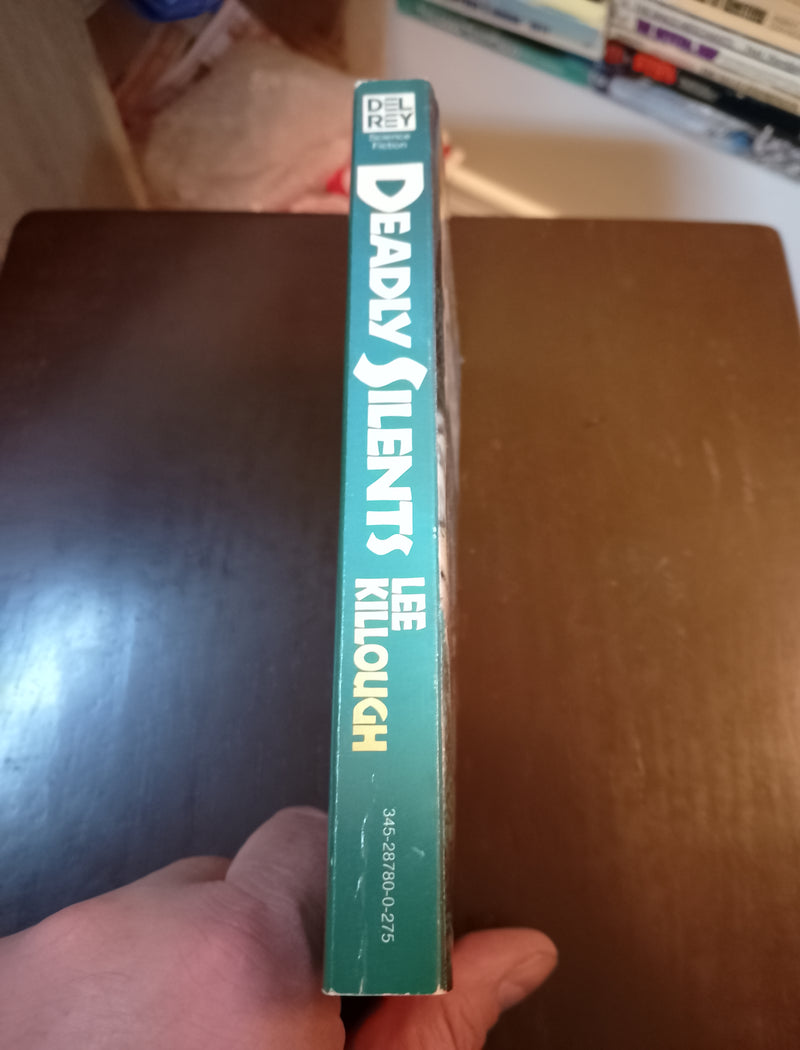 DEL
REY
Science
Fiction
DEADLY SILENTS
LEE
KILLOUGH
345-28780-0-275